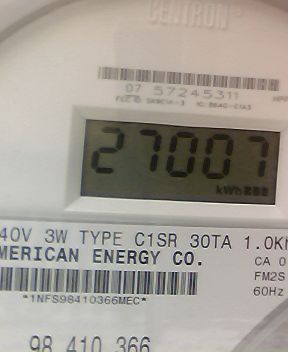 CENTRON
07 57245311
27007
kWh
40V 3W TYPE C1SR 30TA 1.0Kh
MERICAN ENERGY CO.
CA 0
FM2S
60Hz
*1NFS98410366MEC*
98 410 366